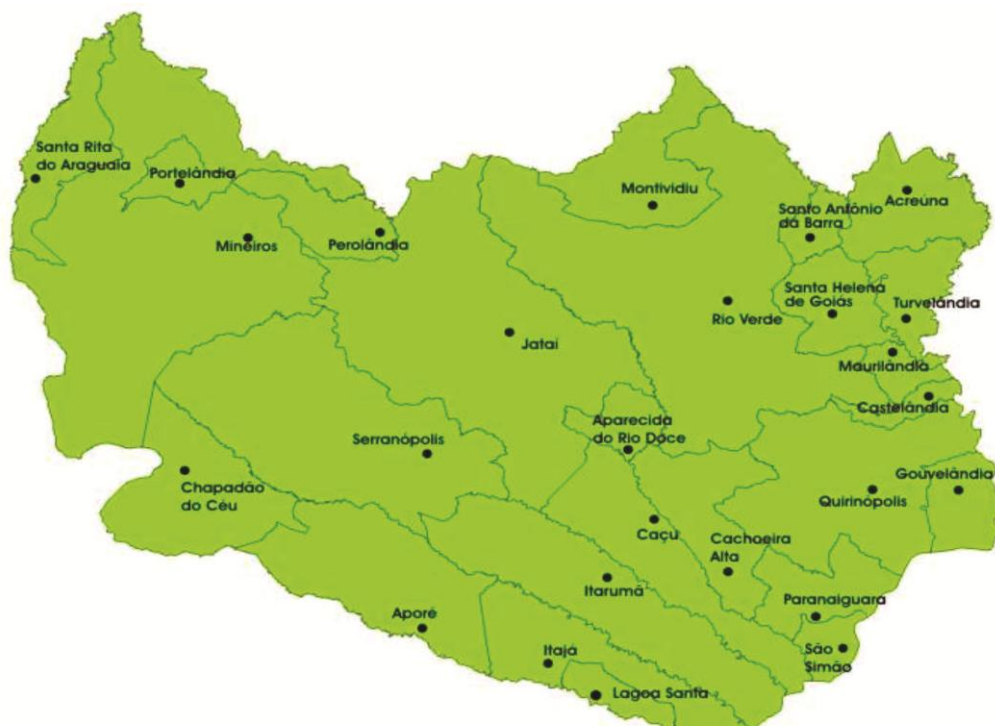 Santa Rita
do Araguaia
Portelândia
Mineiros
Perolândia
Montividiu
Acreúna
Santo Antônio
dá Barra
Santa Helena
de Goiás
Turvelândia
Rio Verde
Jataí
Maurilândia
Castelândia
Aparecida
do Rio Doce
Serranópolis
Chapadão
do Céu
Gouvelândia
Quirinópolis
Caçu
Cachoeira
Alta
Itarumã
Paranaiguara
Aporé
São
Simão
Itajá
Lagoa Santa